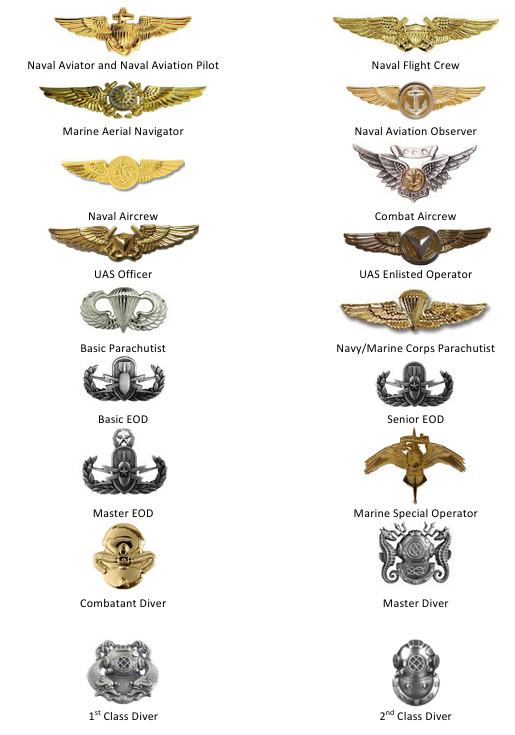 Naval Aviator and Naval Aviation Pilot
Naval Flight Crew
Marine Aerial Navigator
Naval Aviation Observer
Naval Aircrew
Combat Aircrew
UAS Officer
UAS Enlisted Operator
Basic Parachutist
Navy/Marine Corps Parachutist
Basic EOD
Senior EOD
Master EOD
Marine Special Operator
Combatant Diver
Master Diver
1st Class Diver
2nd Class Diver